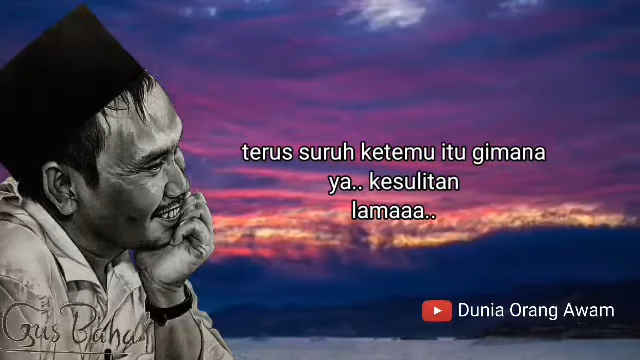 terus suruh ketemu itu gimana
ya.. kesulitan
lamaaa..
Dunia Orang Awam
Gus Baha'